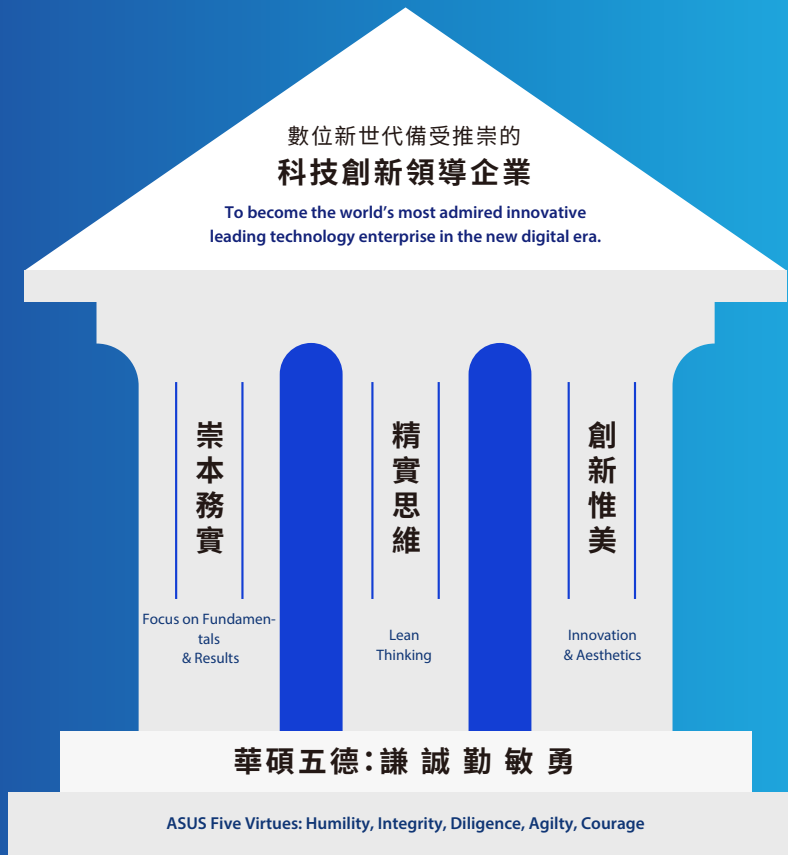 數位新世代備受推崇的
科技創新領導企業
To become the world’s most admired innovative
leading technology enterprise in the new digital era.
崇本務實
Focus on Fundamen-
tals
& Results
精實思維
Lean
Thinking
創新惟美
Innovation
& Aesthetics
華碩五德：謙 誠 勤 敏 勇
ASUS Five Virtues: Humility, Integrity, Diligence, Agilty, Courage